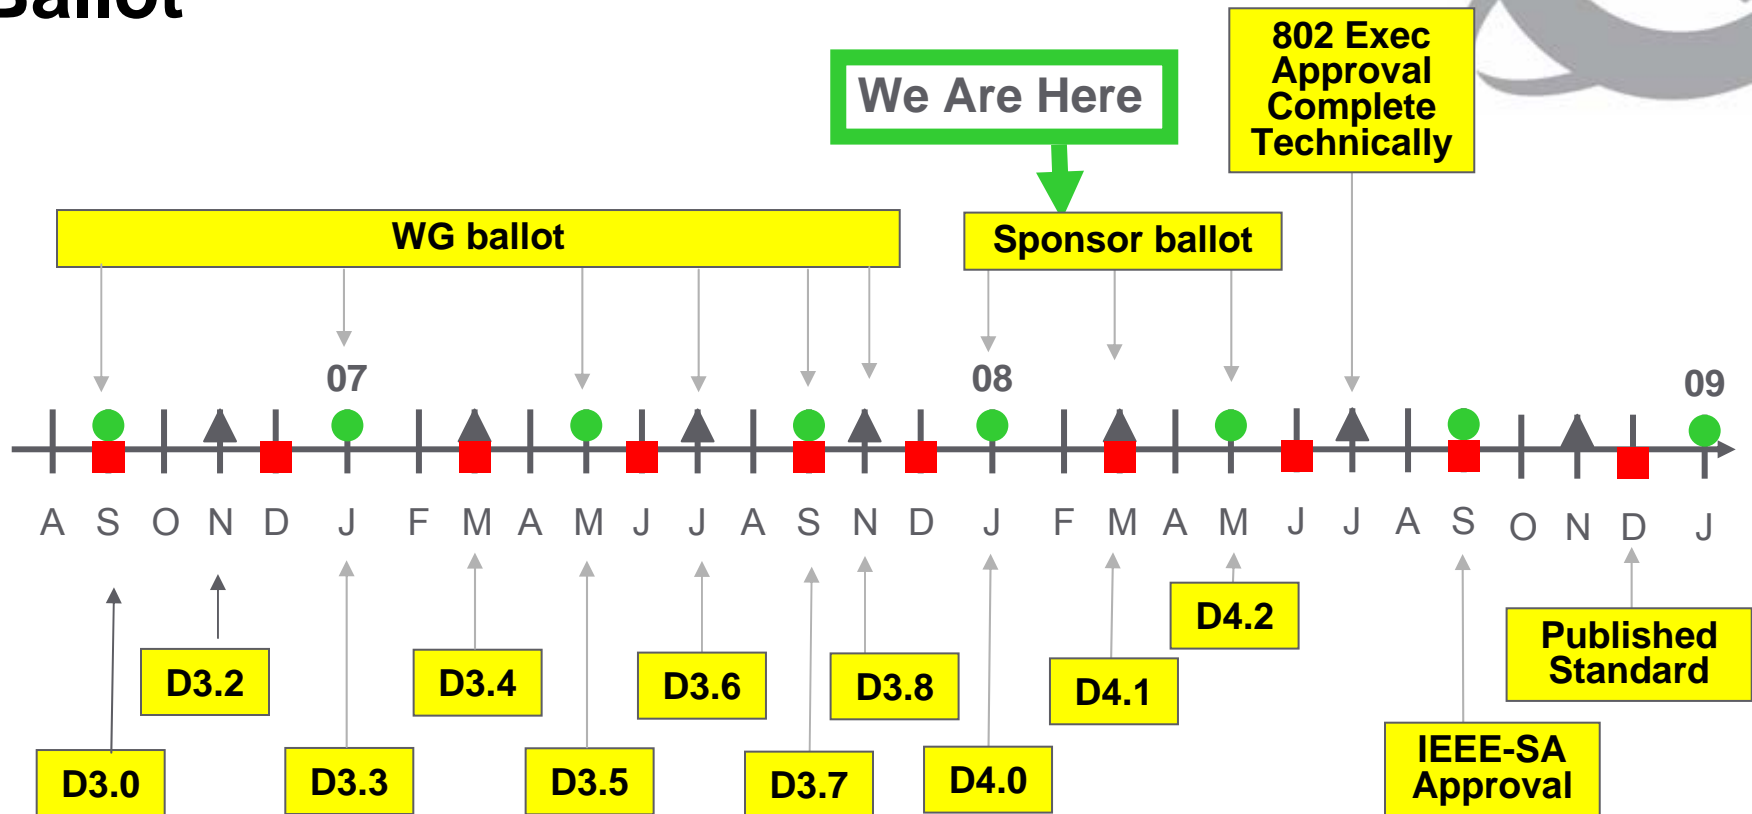 Ballot
802 Exec
Approval
Complete
Technically
We Are Here
WG ballot
Sponsor ballot
07
08
09
A S O N D J F M A M J J A S N D J F M A M J J A S O N D J
D3.2
D3.4
D3.6
D3.8
D4.1
D4.2
Published
Standard
D3.0
D3.3
D3.5
D3.7
D4.0
IEEE-SA
Approval